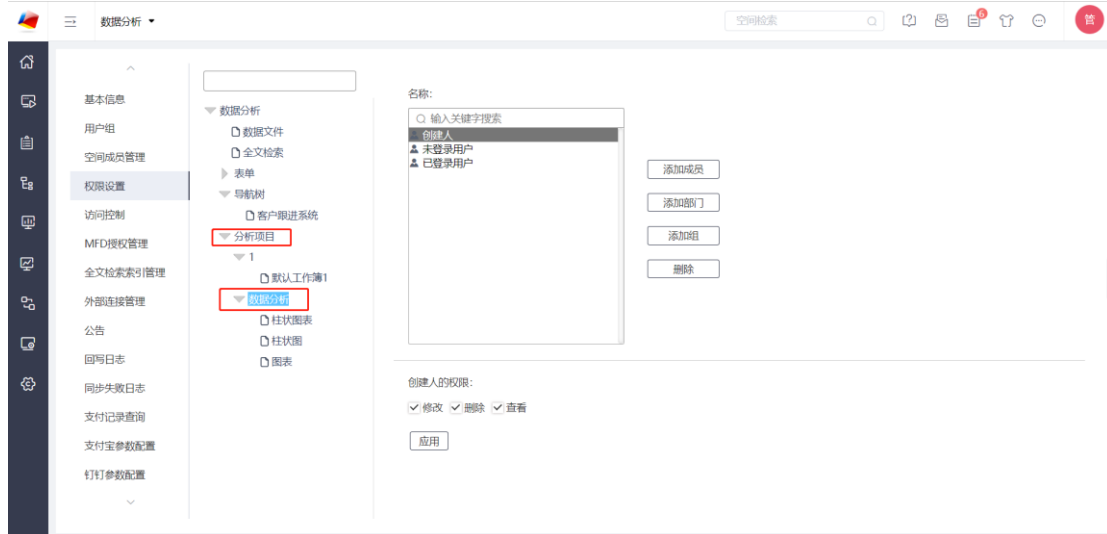 数据分析
空间检索
6
管
基本信息
用户组
空间成员管理
权限设置
访问控制
MFD授权管理
全文检索索引管理
外部连接管理
公告
回写日志
同步失败日志
支付记录查询
支付宝参数配置
钉钉参数配置
数据分析
数据文件
全文检索
表单
导航树
客户跟进系统
分析项目
1
默认工作簿1
数据分析
柱状图表
柱状图
图表
名称:
输入关键字搜索
创建人
未登录用户
已登录用户
添加成员
添加部门
添加组
删除
创建人的权限:
修改 删除 查看
应用